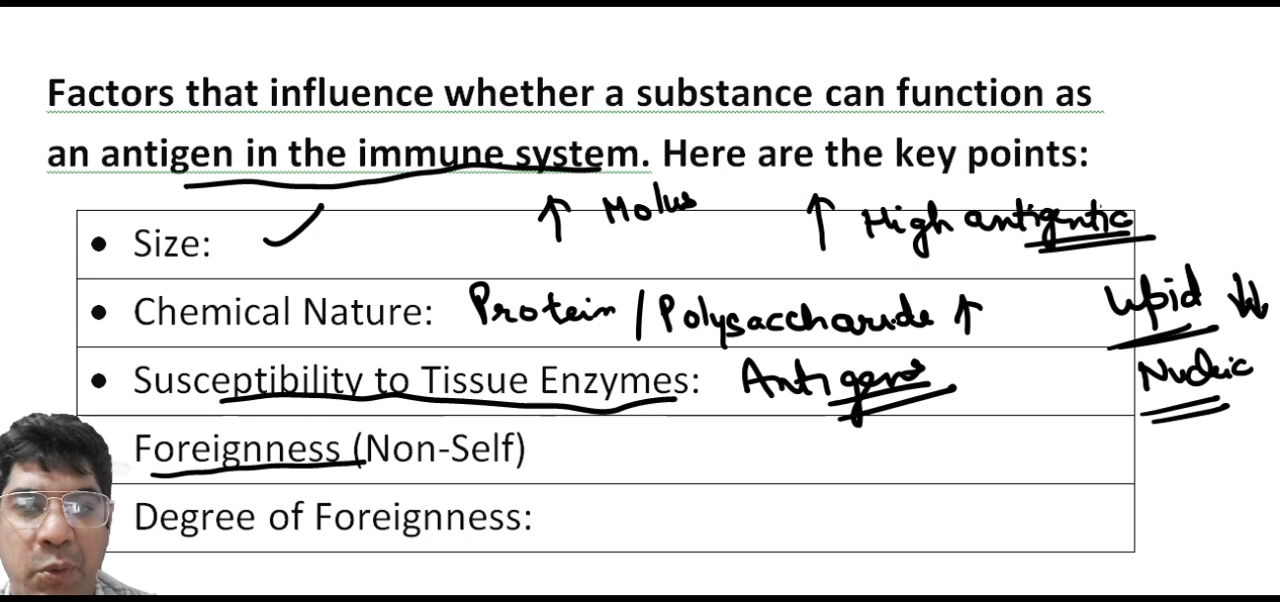 Factors that influence whether a substance can function as
an antigen in the immune system. Here are the key points:
↑ Molus ↑ High antigentic
• Size:
• Chemical Nature: Protein / Polysaccharide ↑ Lipid ↓↓
• Susceptibility to Tissue Enzymes: Antigens Nucleic
Foreignness (Non-Self)
Degree of Foreignness: